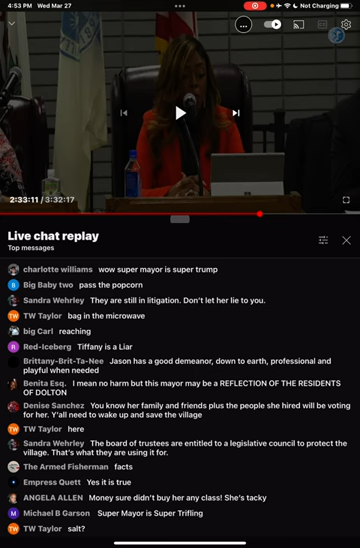 4:53 PM Wed Mar 27
Not Charging
2:33:11 / 3:32:17
Live chat replay
Top messages
charlotte williams wow super mayor is super trump
Big Baby two pass the popcorn
Sandra Wehrley They are still in litigation. Don't let her lie to you.
TW Taylor bag in the microwave
big Carl reaching
Red-Iceberg Tiffany is a Liar
Brittany-Brit-Ta-Nee Jason has a good demeanor, down to earth, professional and
playful when needed
Benita Esq. I mean no harm but this mayor may be a REFLECTION OF THE RESIDENTS
OF DOLTON
Denise Sanchez You know her family and friends plus the people she hired will be voting
for her. Y'all need to wake up and save the village
TW Taylor here
Sandra Wehrley The board of trustees are entitled to a legislative council to protect the
village. That's what they are using it for.
The Armed Fisherman facts
Empress Quett Yes it is true
ANGELA ALLEN Money sure didn't buy her any class! She's tacky
Michael B Garson Super Mayor is Super Trifling
TW Taylor salt?